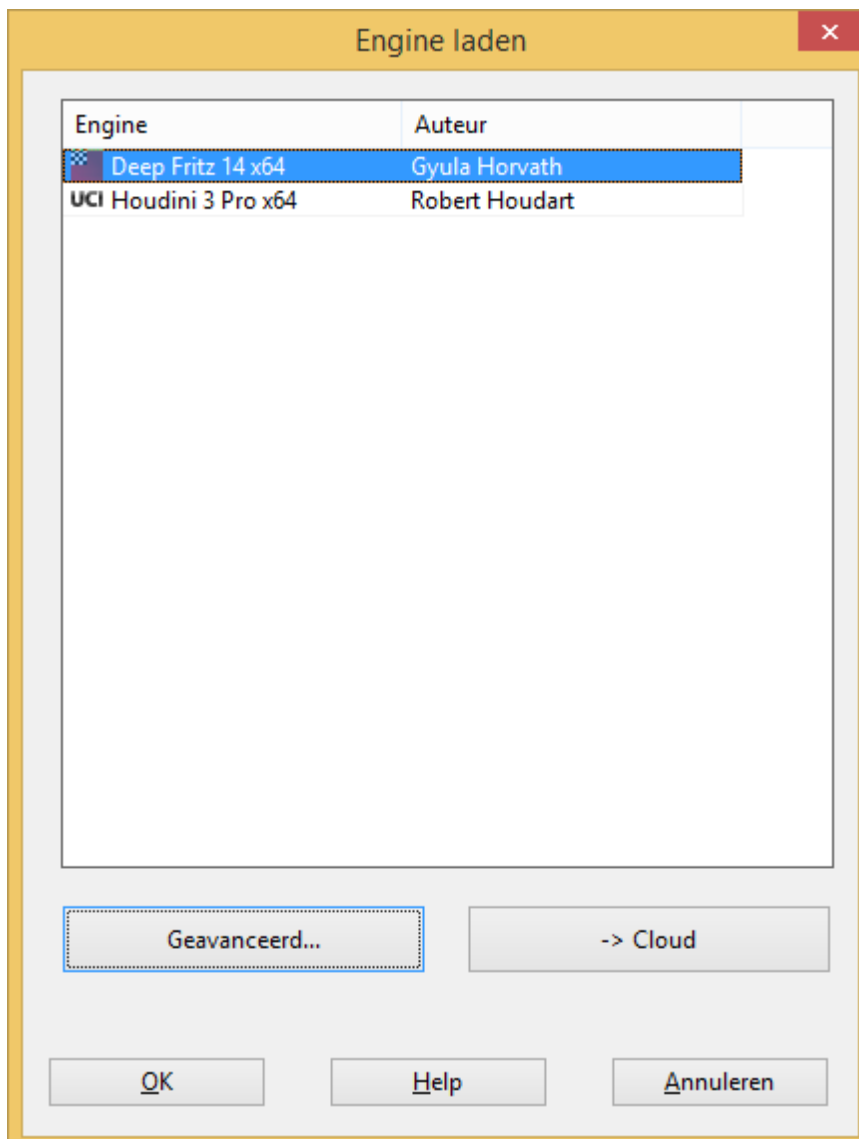 Engine laden
Engine Auteur
Deep Fritz 14 x64 Gyula Horvath
UCI Houdini 3 Pro x64 Robert Houdart
Geavanceerd... -> Cloud
OK Help Annuleren